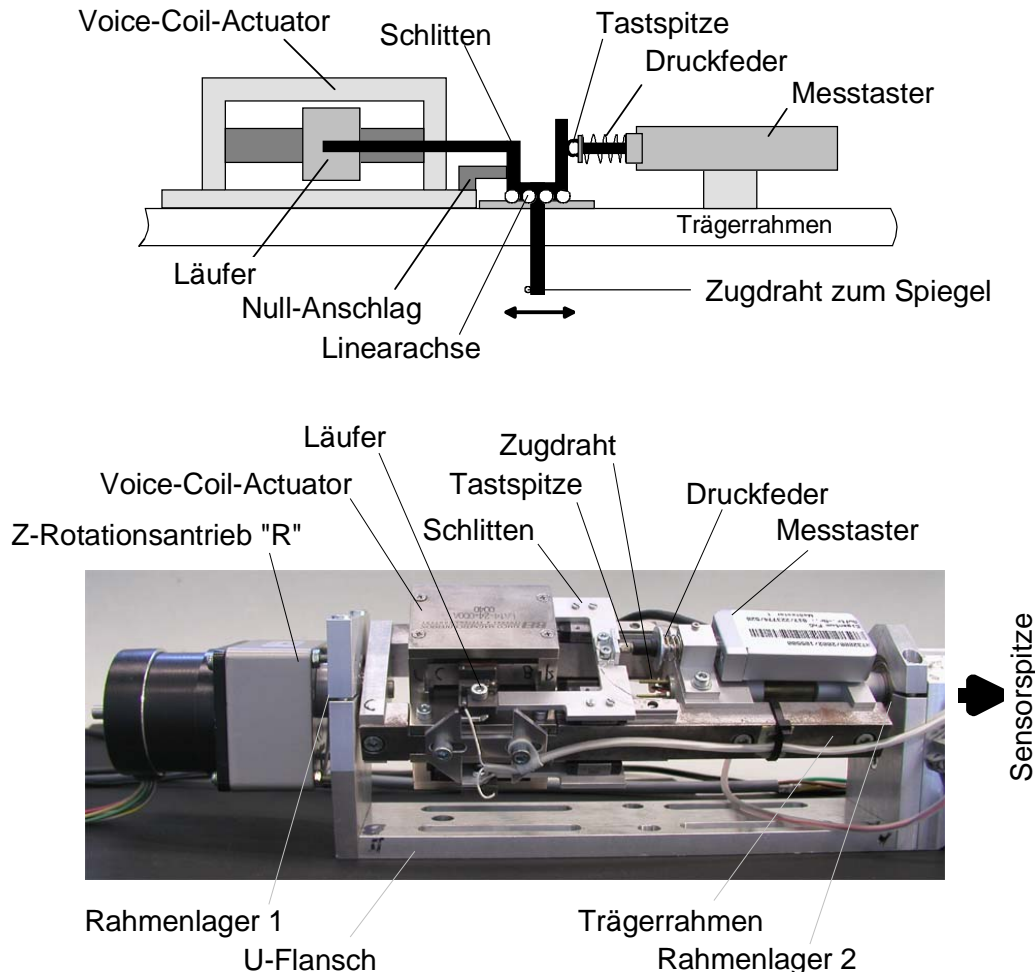 Voice-Coil-Actuator
Schlitten
Tastspitze
Druckfeder
Messtaster
Trägerrahmen
Läufer
Null-Anschlag
Linearachse
Zugdraht zum Spiegel
Läufer
Zugdraht
Voice-Coil-Actuator
Tastspitze
Druckfeder
Z-Rotationsantrieb "R"
Schlitten
Messtaster
Sensorspitze
Rahmenlager 1
Trägerrahmen
U-Flansch
Rahmenlager 2